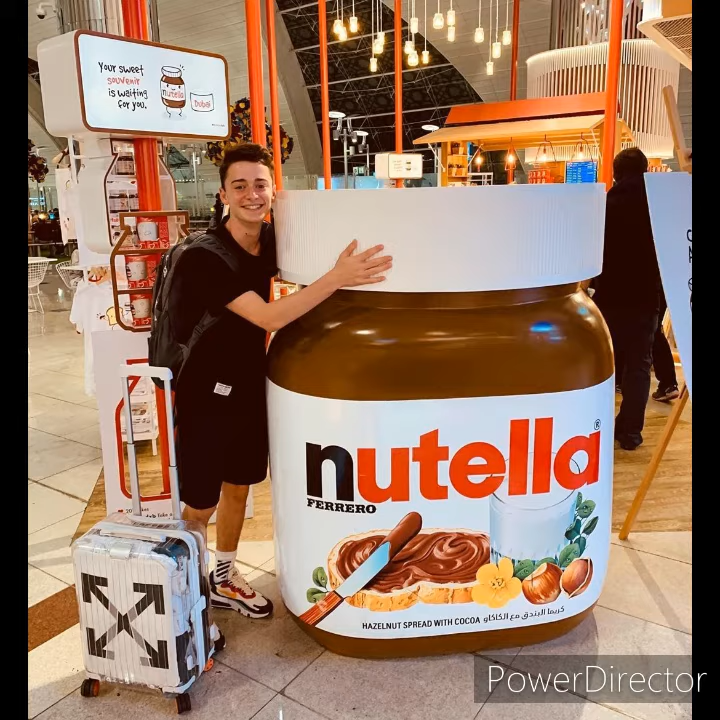 Your sweet
souvenir
is waiting
for you.
nutella
Dubai
nutella
FERRERO
HAZELNUT SPREAD WITH COCOA كريما البندق مع الكاكاو
PowerDirector